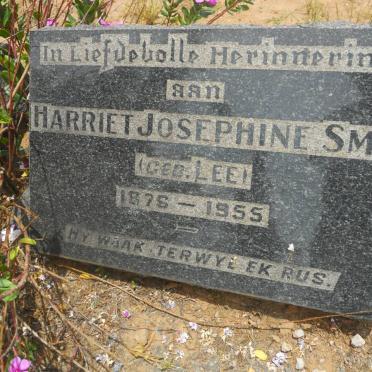 In Liefdevolle Herinnerin
aan
HARRIET JOSEPHINE SM
(GEB. LEE)
1876 — 1955
HY WAAK, TERWYL EK RUS.